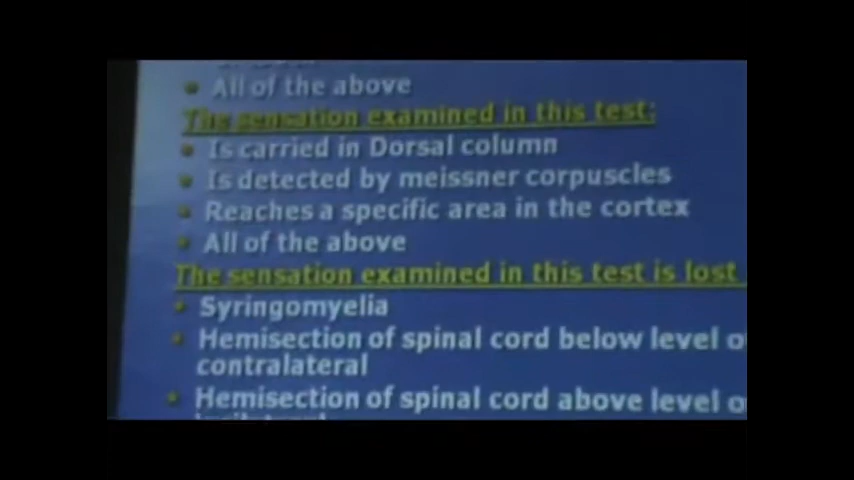 All of the above
The sensation examined in this test:
Is carried in Dorsal column
Is detected by meissner corpuscles
Reaches a specific area in the cortex
All of the above
The sensation examined in this test is lost
Syringomyelia
Hemisection of spinal cord below level
contralateral
Hemisection of spinal cord above level